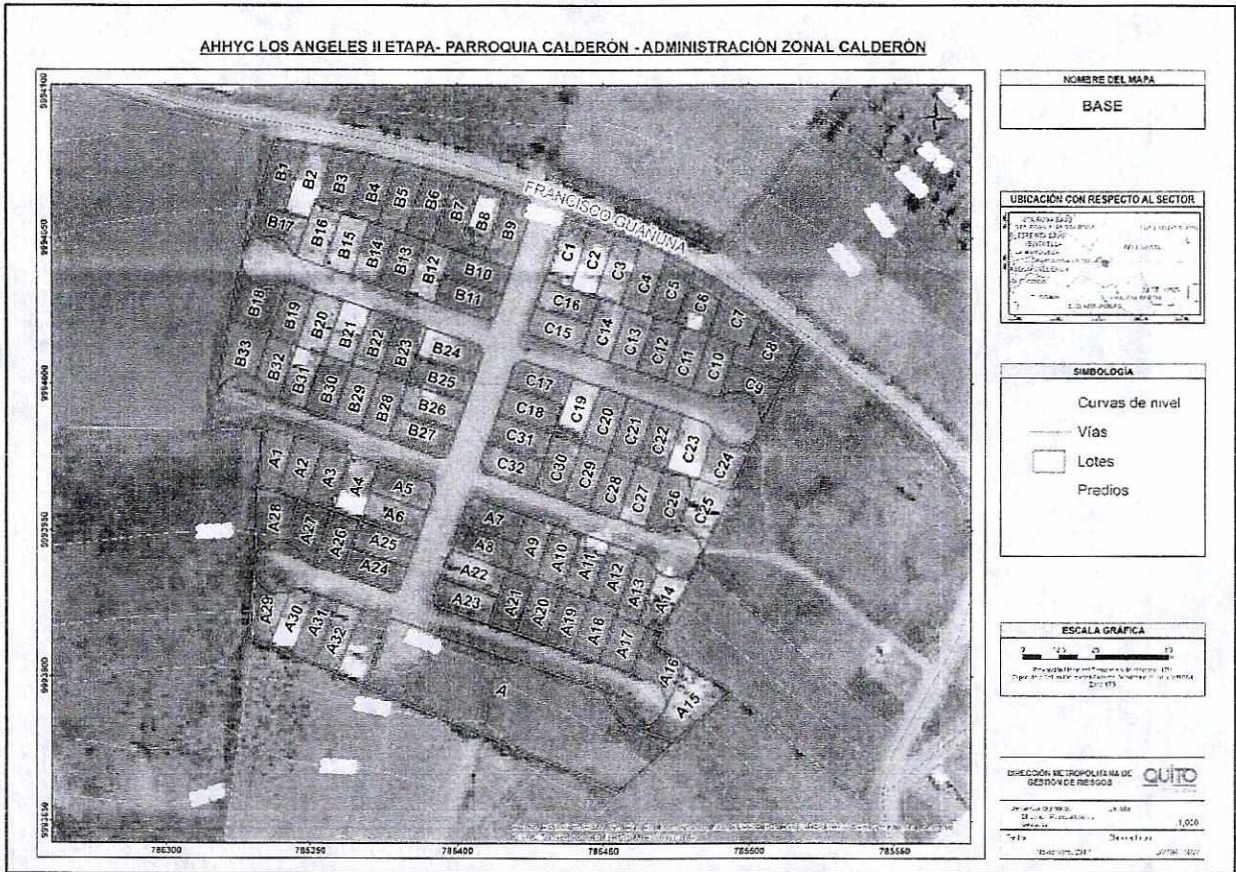 AHHYC LOS ANGELES II ETAPA- PARROQUIA CALDERÓN - ADMINISTRACIÓN ZONAL CALDERÓN
NOMBRE DEL MAPA
BASE
UBICACIÓN CON RESPECTO AL SECTOR
SIMBOLOGÍA
Curvas de nivel
Vías
Lotes
Predios
ESCALA GRÁFICA
DIRECCIÓN METROPOLITANA DE
GESTIÓN DE RIESGOS
QUITO
FRANCISCO GUAÑUNA
B1 B2 B3 B4 B5 B6 B7 B8 B9
B17 B16 B15 B14 B13 B12 B10
B11
B18 B19 B20 B21 B22 B23 B24
B25
B33 B32 B31 B30 B29 B28 B26
B27
C1 C2 C3 C4 C5 C6 C7 C8
C16
C15 C14 C13 C12 C11 C10 C9
C17
C18 C19 C20 C21 C22 C23 C24
C31
C32 C30 C29 C28 C27 C26 C25
A1 A2 A3 A4 A5
A6
A28 A27 A26 A25
A24
A29 A30 A31 A32
A7
A8 A9 A10 A11 A12 A13 A14
A22
A23 A21 A20 A19 A18 A17
A16
A15
A
9994100
9994050
9994000
9993950
9993900
9993850
785300 785350 785400 785450 785500 785550